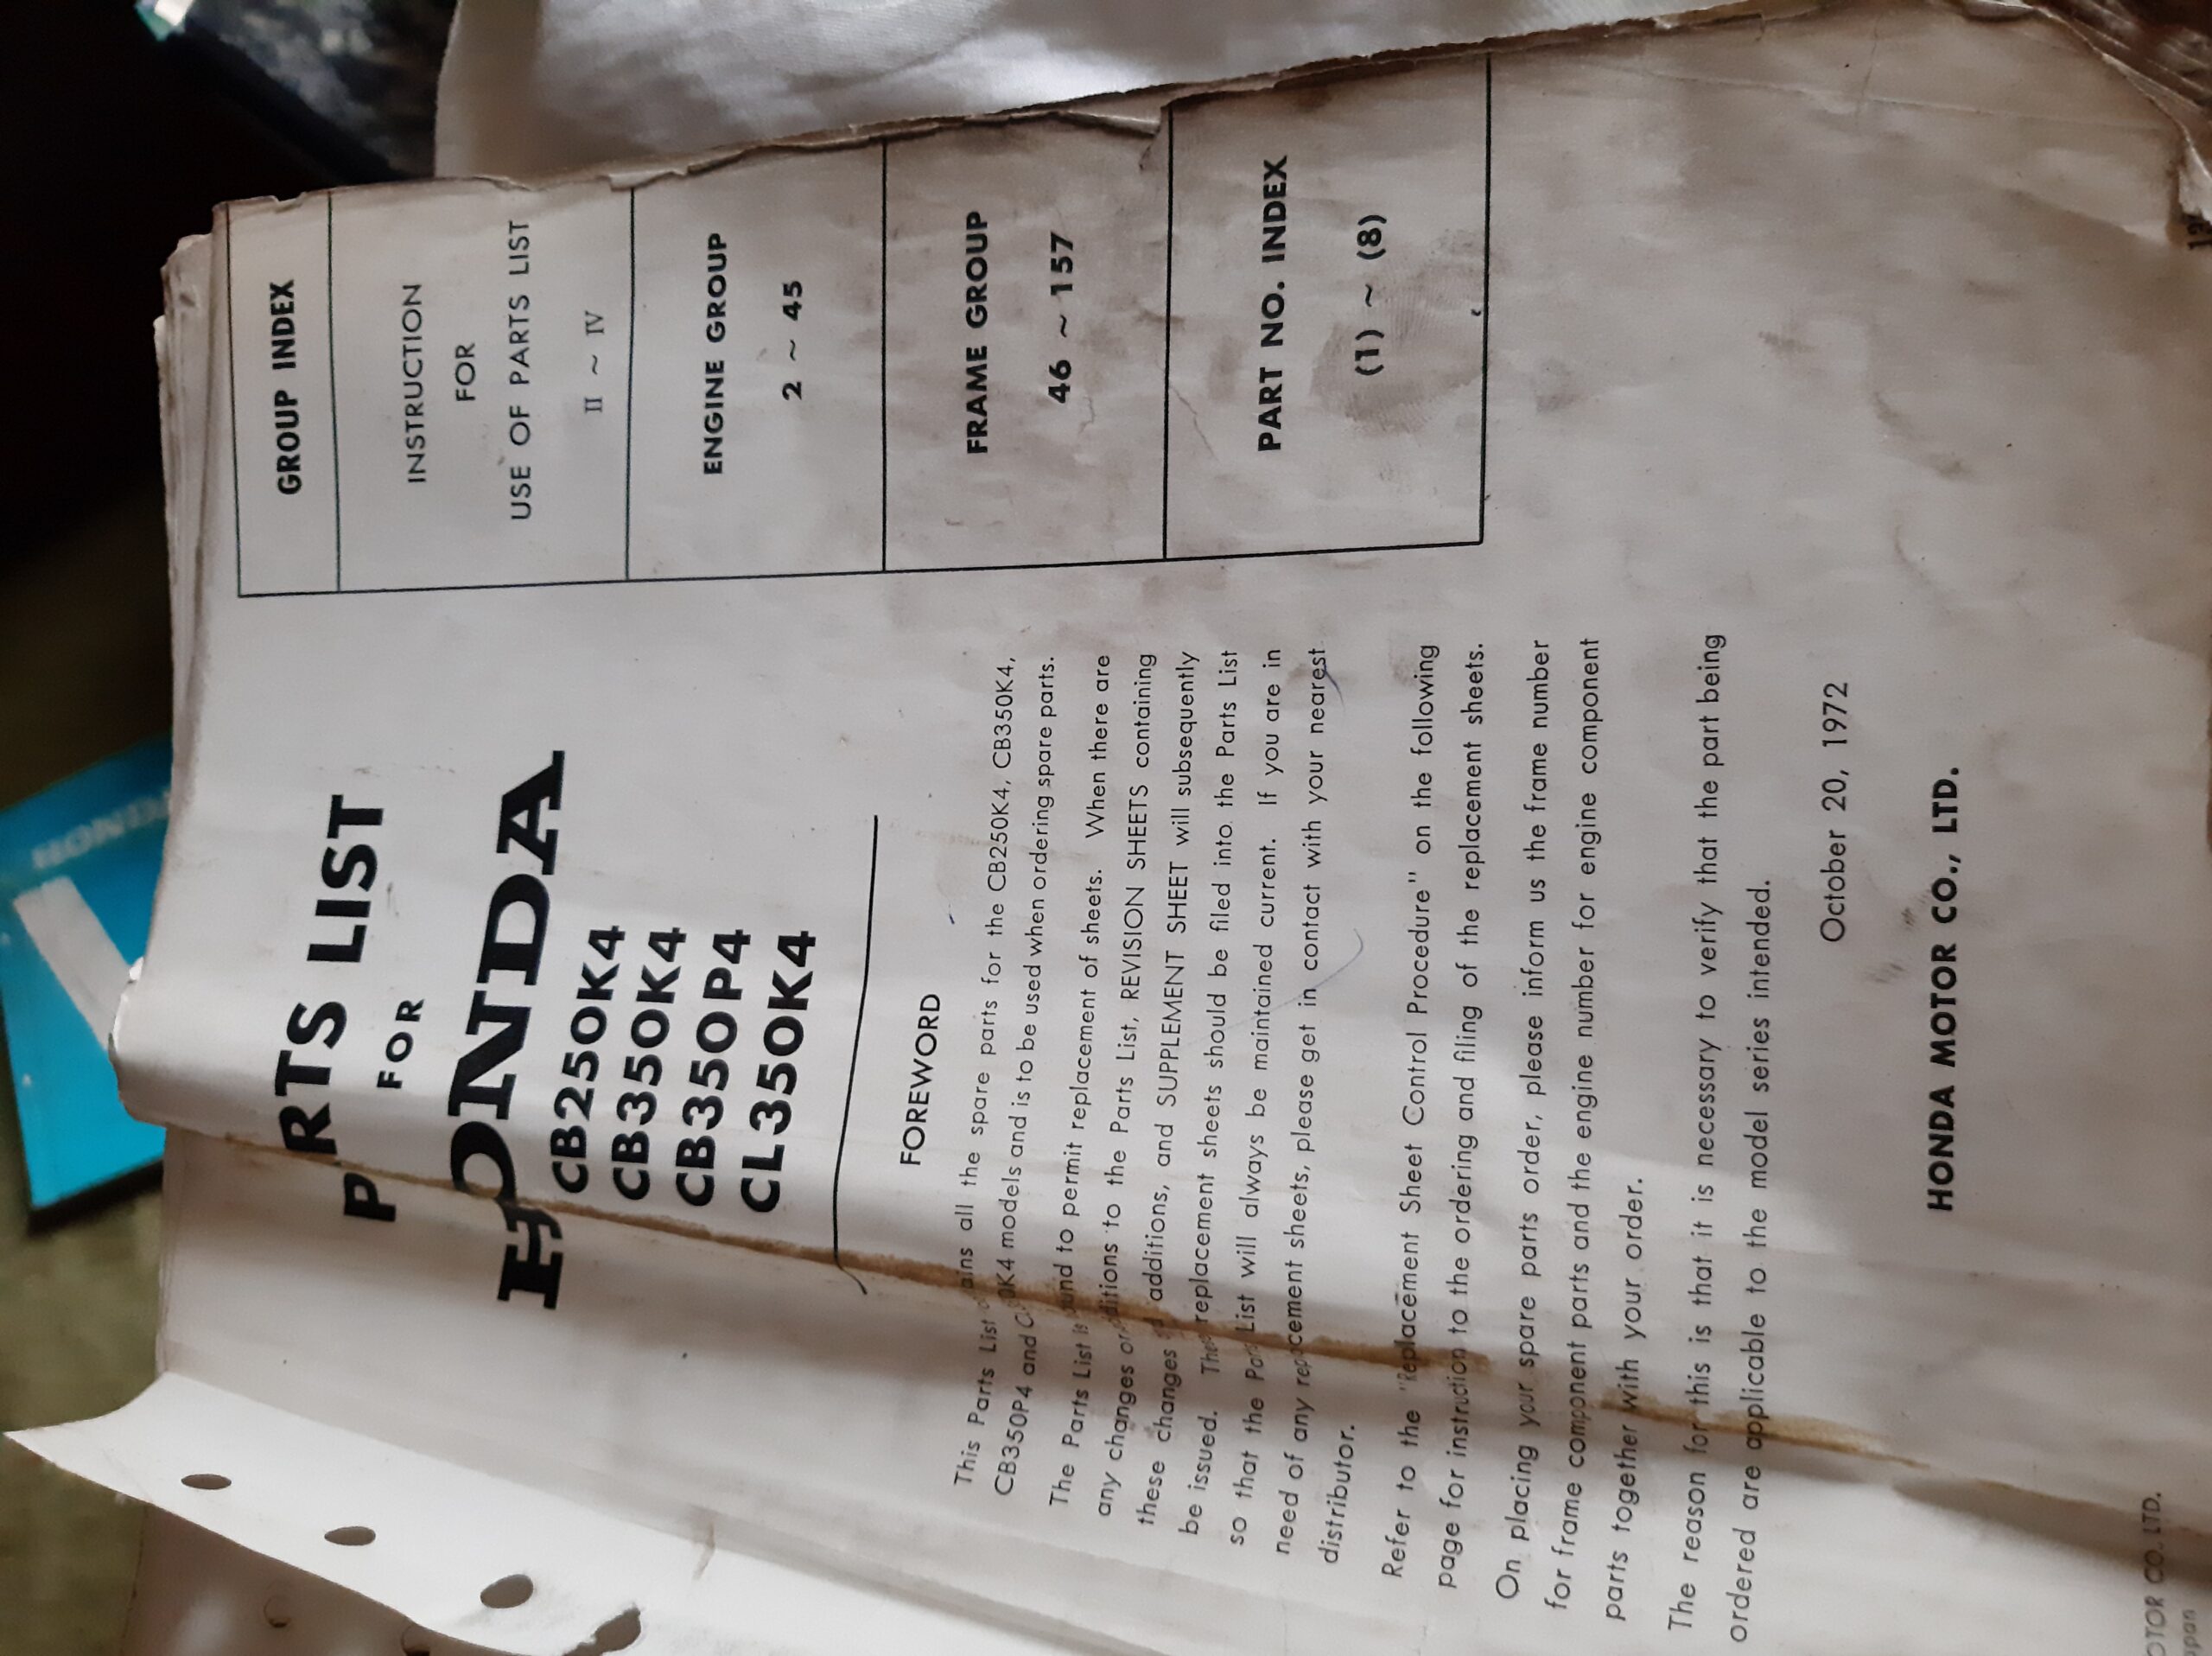 PARTS LIST
FOR
HONDA
CB250K4
CB350K4
CB350P4
CL350K4
FOREWORD
This Parts List contains all the spare parts for the CB250K4, CB350K4,
CB350P4 and CL350K4 models and is to be used when ordering spare parts.
The Parts List is bound to permit replacement of sheets. When there are
any changes or additions to the Parts List, REVISION SHEETS containing
these changes additions, and SUPPLEMENT SHEET will subsequently
be issued. The replacement sheets should be filed into the Parts List
so that the Parts List will always be maintained current. If you are in
need of any replacement sheets, please get in contact with your nearest
distributor.
Refer to the "Replacement Sheet Control Procedure" on the following
page for instruction to the ordering and filing of the replacement sheets.
On placing your spare parts order, please inform us the frame number
for frame component parts and the engine number for engine component
parts together with your order.
The reason for this is that it is necessary to verify that the part being
ordered are applicable to the model series intended.
October 20, 1972
HONDA MOTOR CO., LTD.
GROUP INDEX
INSTRUCTION
FOR
USE OF PARTS LIST
II ~ IV
ENGINE GROUP
2 ~ 45
FRAME GROUP
46 ~ 157
PART NO. INDEX
(1) ~ (8)
OTOR CO. LTD.
apan